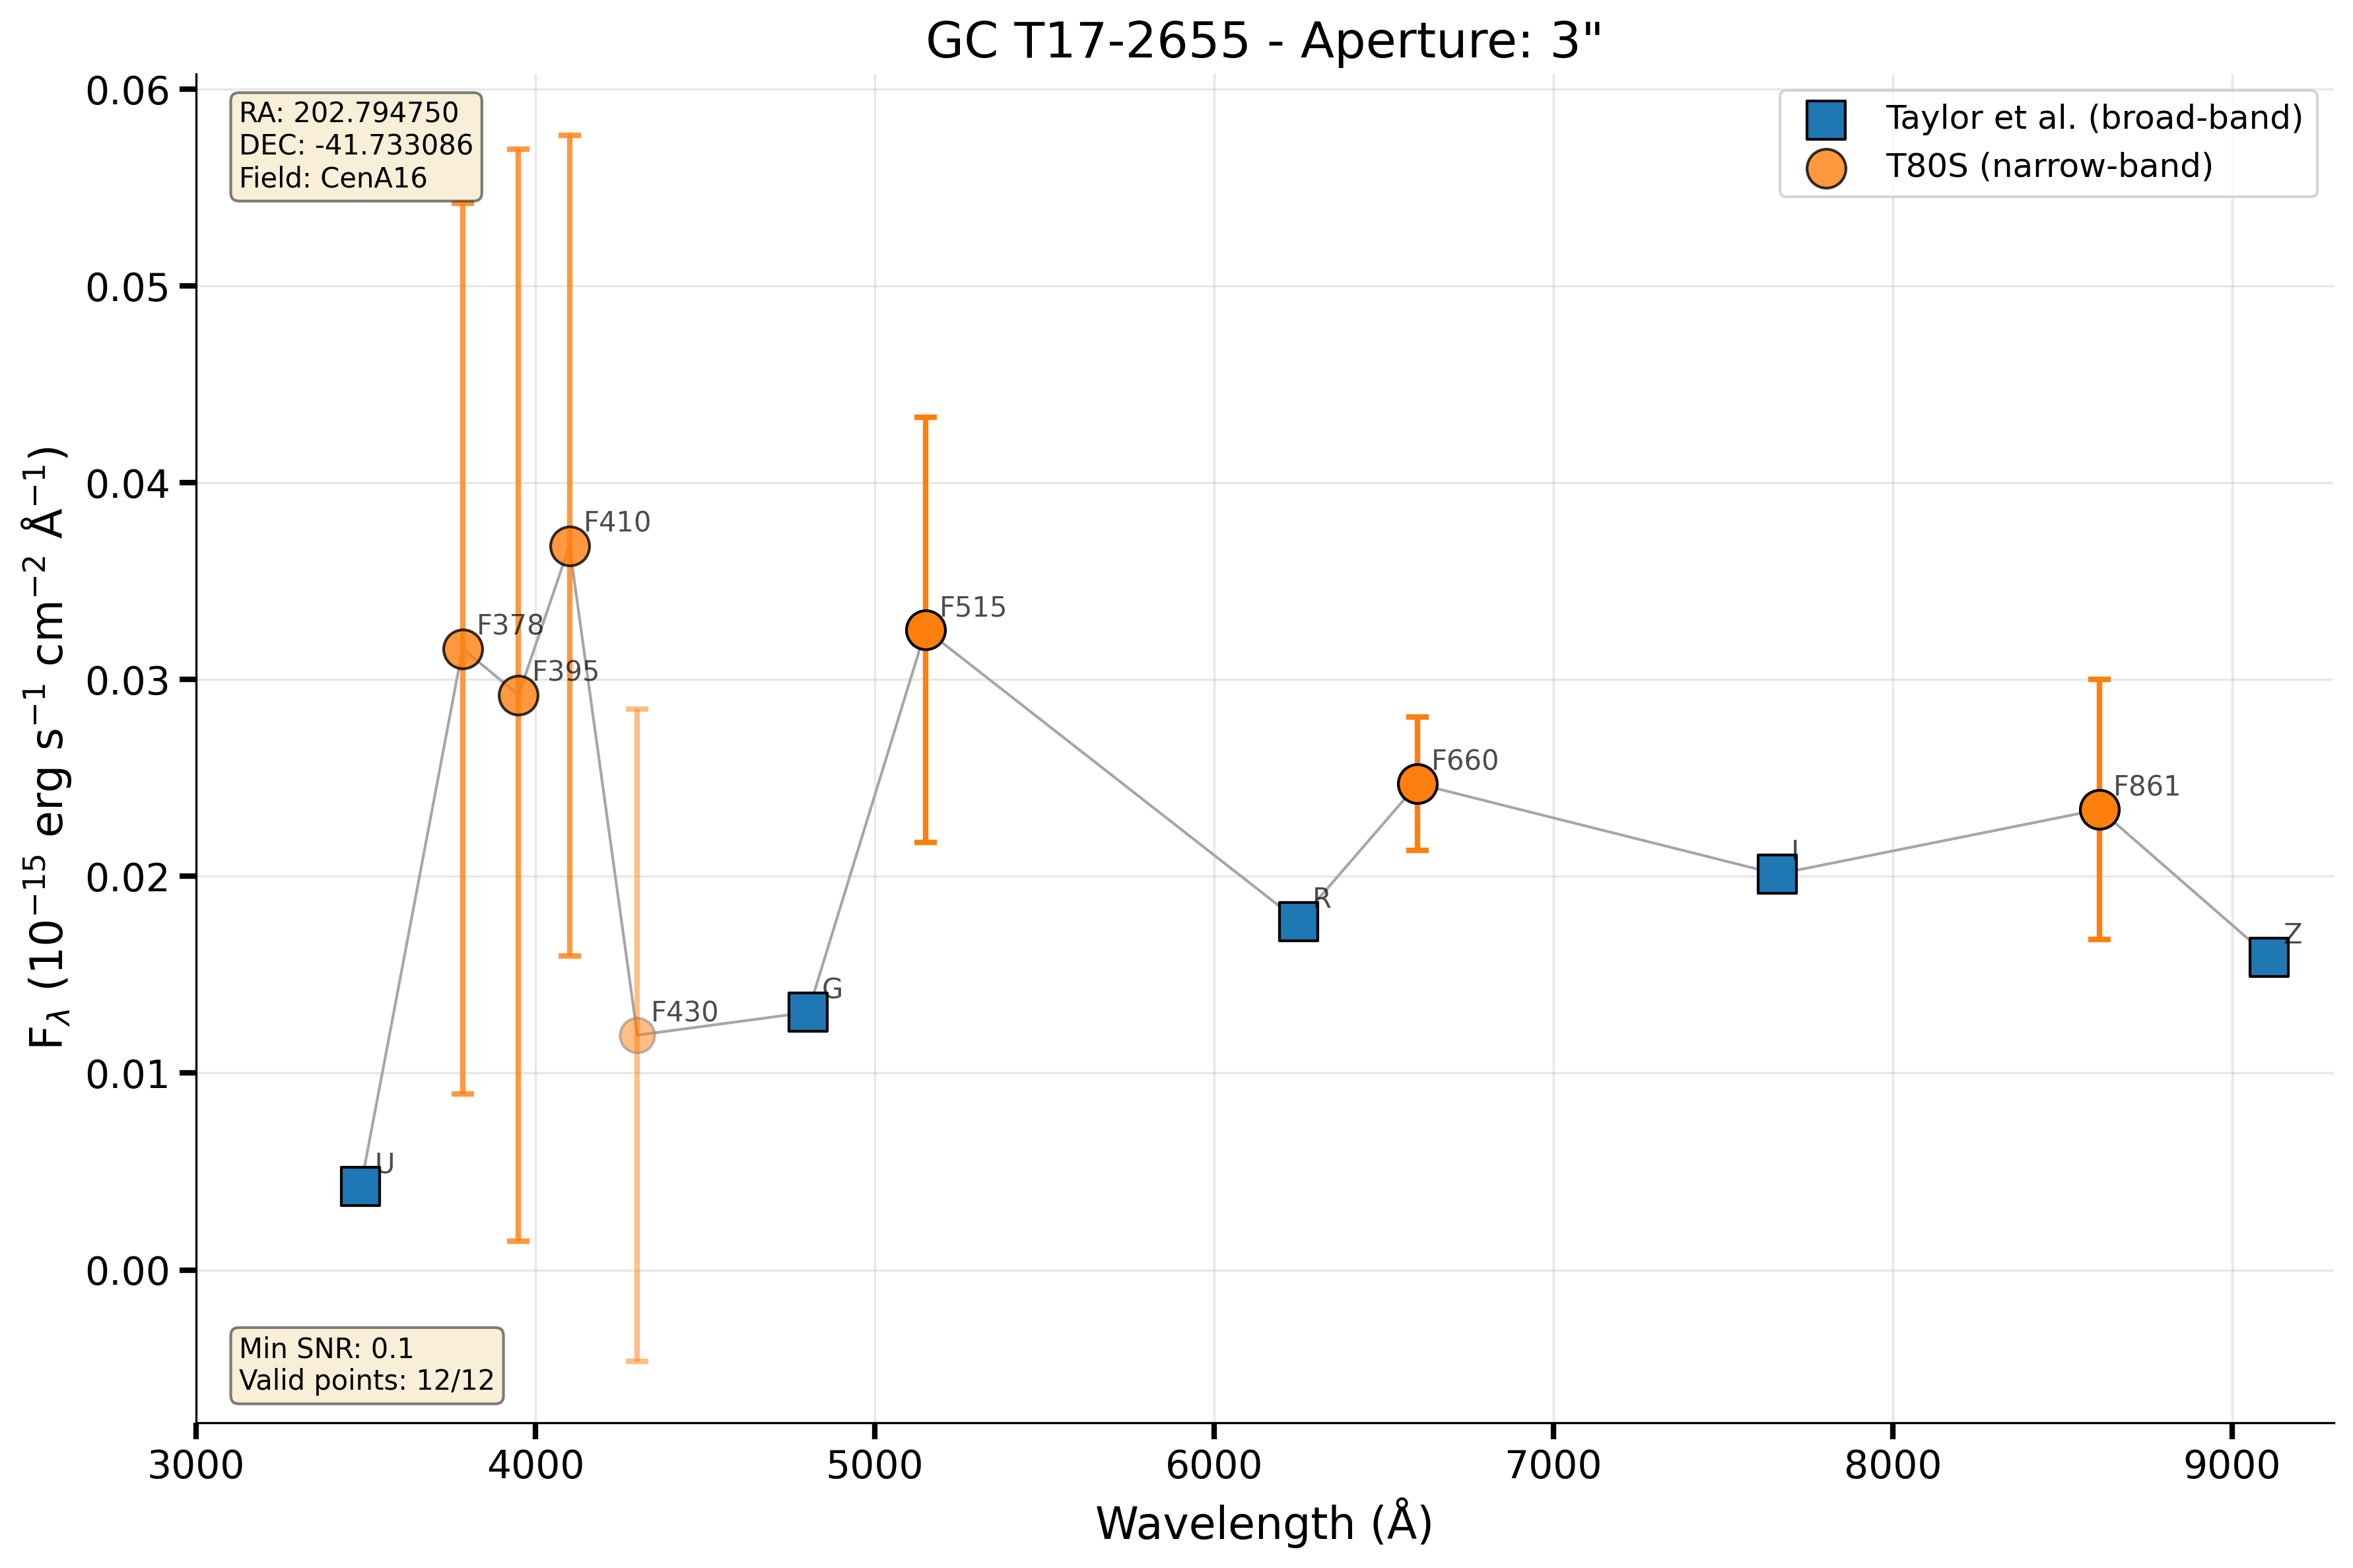 GC T17-2655 - Aperture: 3"
RA: 202.794750
DEC: -41.733086
Field: CenA16
Taylor et al. (broad-band)
T80S (narrow-band)
0.06
0.05
0.04
0.03
0.02
0.01
0.00
F410
F378
F395
F515
F660
F861
F430
I
R
Z
G
U
F_λ (10⁻¹⁵ erg s⁻¹ cm⁻² Å⁻¹)
Min SNR: 0.1
Valid points: 12/12
3000 4000 5000 6000 7000 8000 9000
Wavelength (Å)